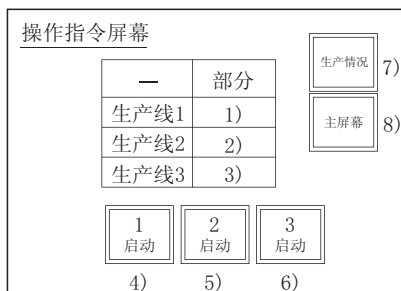 操作指令屏幕
生产情况 7)
— 部分
生产线1 1)
主屏幕 8)
生产线2 2)
生产线3 3)
1 2 3
启动 启动 启动
4) 5) 6)